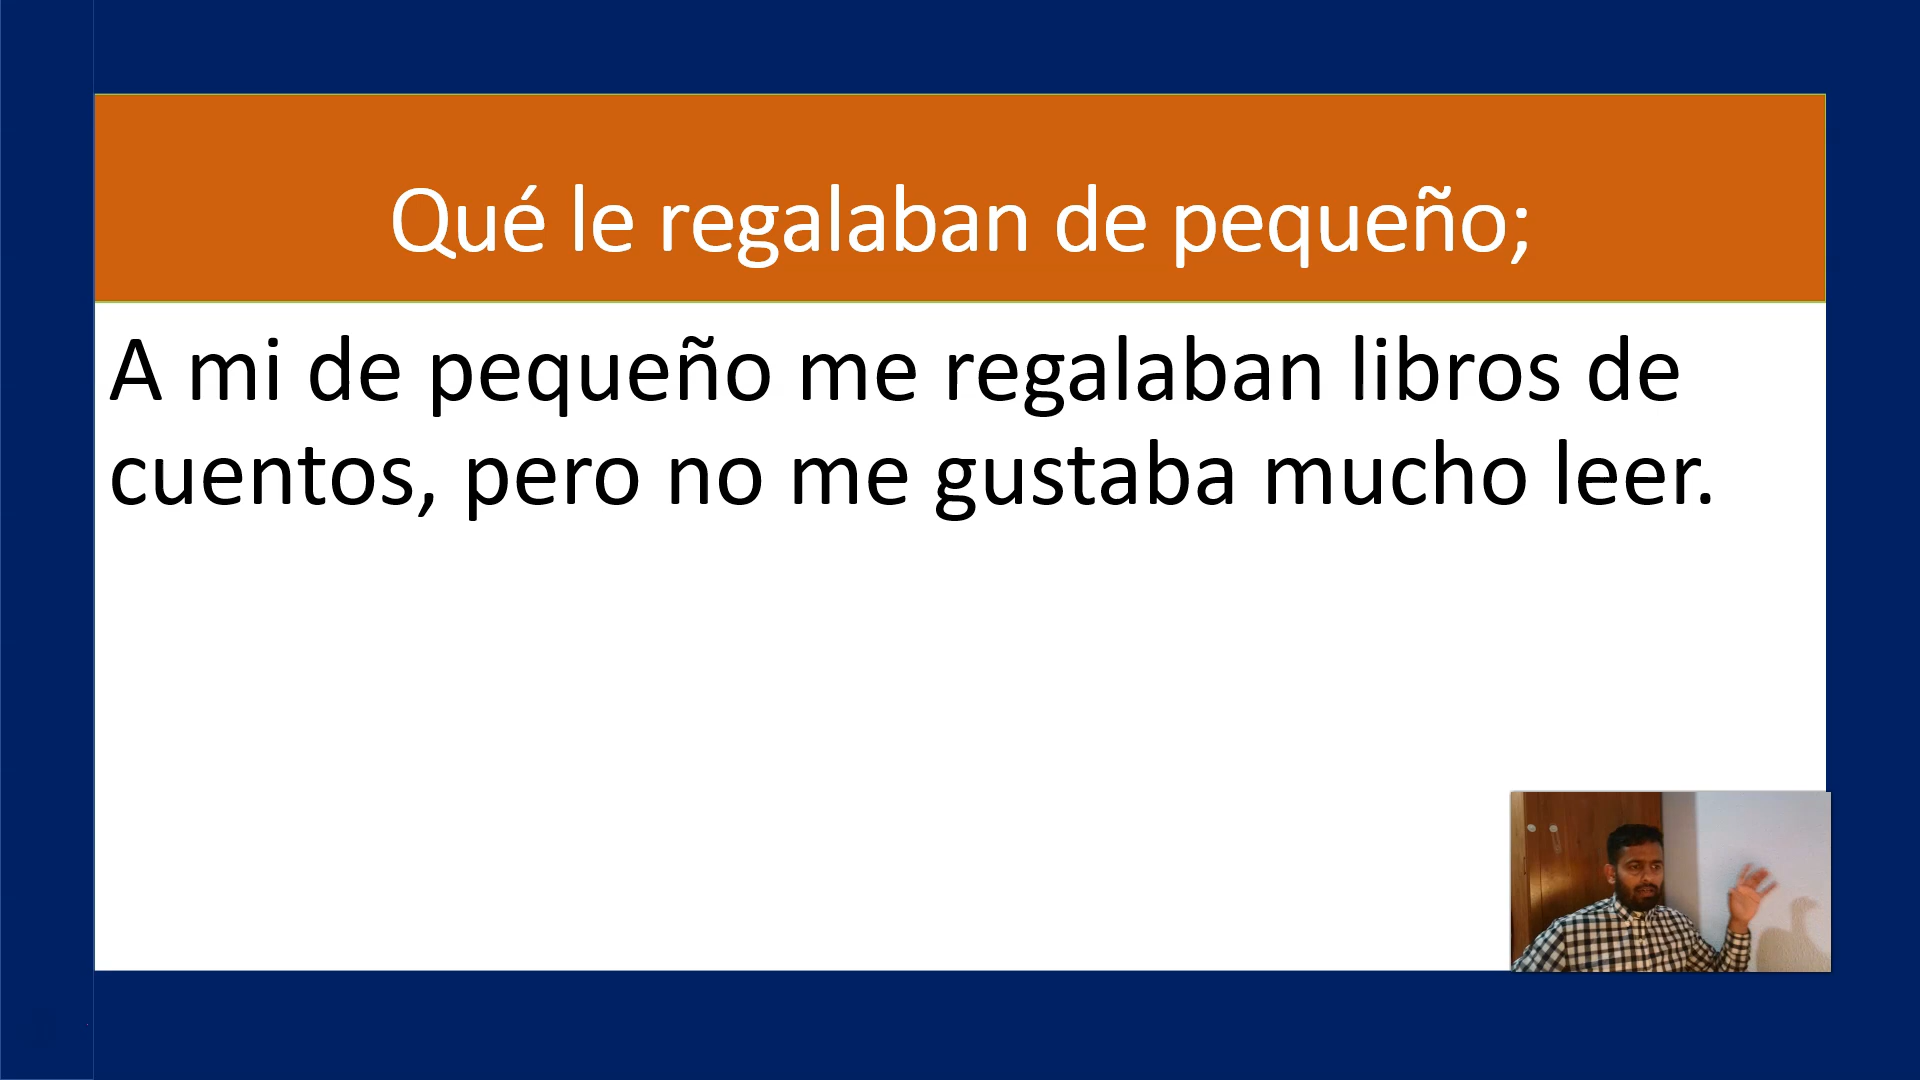 Qué le regalaban de pequeño;
A mi de pequeño me regalaban libros de
cuentos, pero no me gustaba mucho leer.